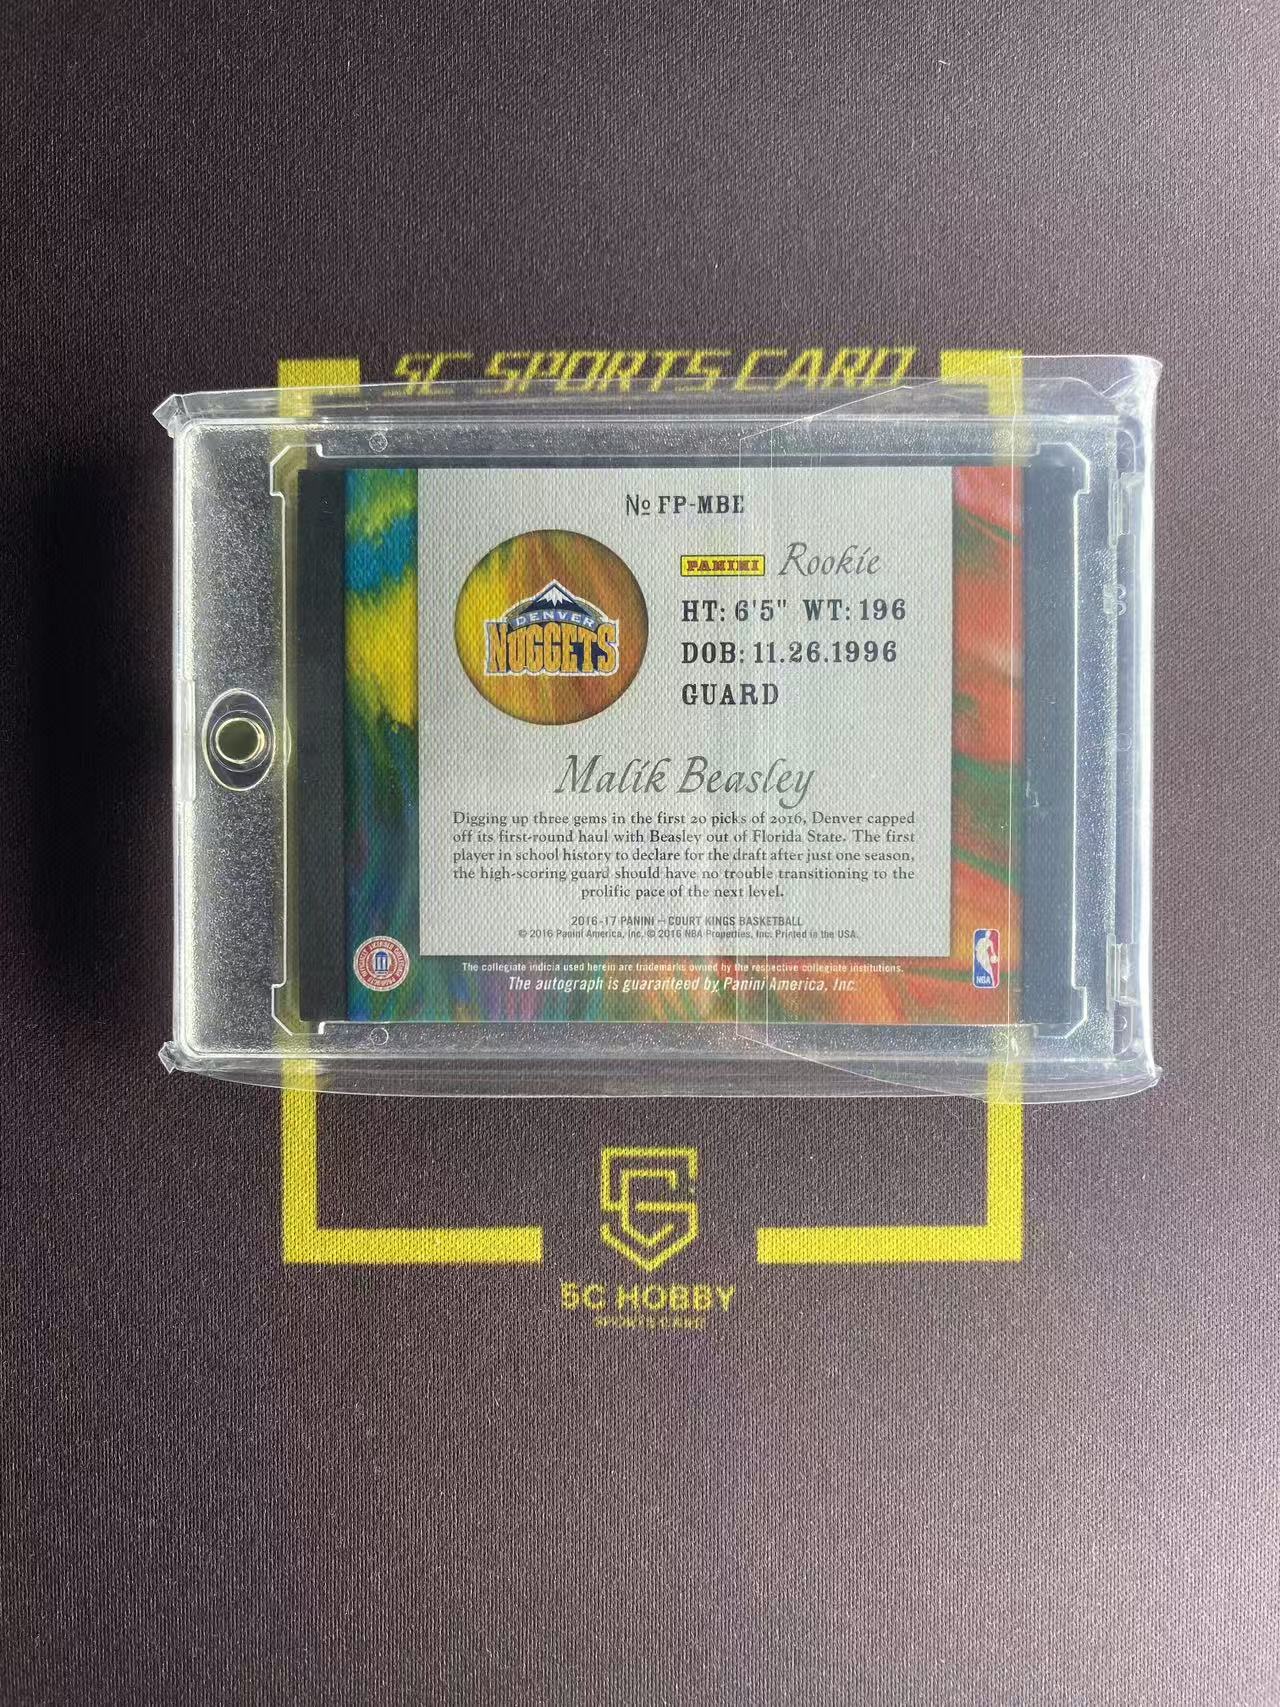 SC SPORTS CARD
No FP-MBE
PANINI Rookie
HT: 6'5" WT: 196
DOB: 11.26.1996
GUARD
DENVER
NUGGETS
Malik Beasley
Digging up three gems in the first 20 picks of 2016, Denver capped
off its first-round haul with Beasley out of Florida State. The first
player in school history to declare for the draft after just one season,
the high-scoring guard should have no trouble transitioning to the
prolific pace of the next level.
2016-17 PANINI – COURT KINGS BASKETBALL
© 2016 Panini America, Inc. © 2016 NBA Properties, Inc. Printed in the USA.
The collegiate indicia used herein are trademarks owned by the respective collegiate institutions.
The autograph is guaranteed by Panini America, Inc.
NBA
SC HOBBY
SPORTS CARD